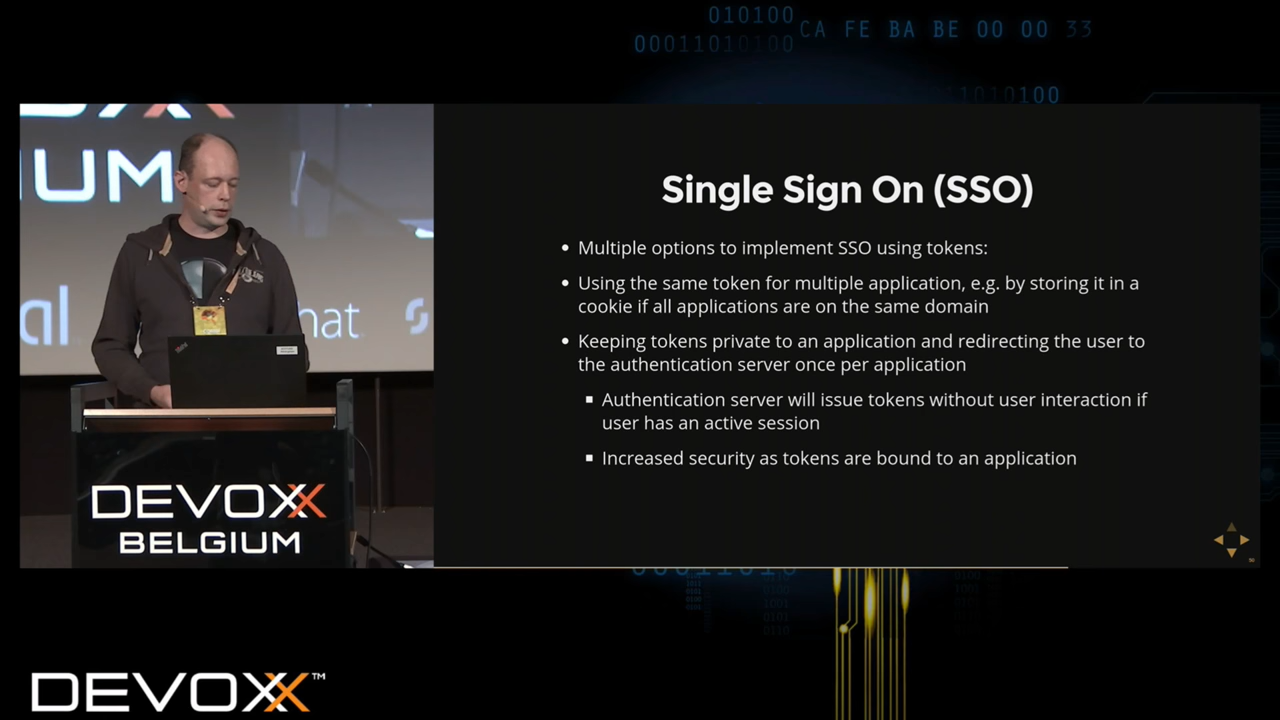 010100
CA FE BA BE 00 00 33
00011010100
1010100
IUM
Single Sign On (SSO)
• Multiple options to implement SSO using tokens:
• Using the same token for multiple application, e.g. by storing it in a
cookie if all applications are on the same domain
• Keeping tokens private to an application and redirecting the user to
the authentication server once per application
▪ Authentication server will issue tokens without user interaction if
user has an active session
▪ Increased security as tokens are bound to an application
al
hat
DEVOXX
BELGIUM
DEVOXX™